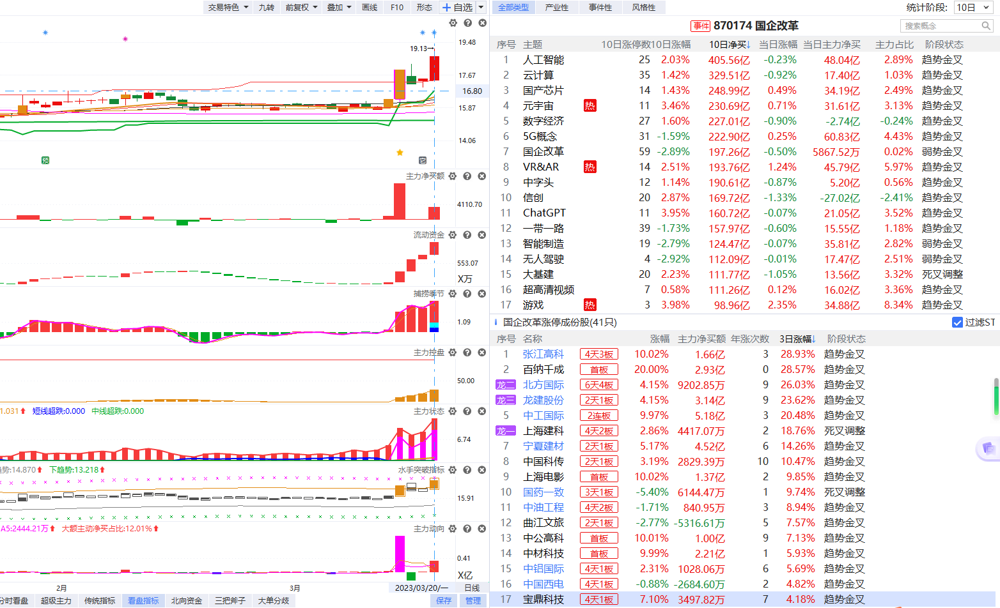 交易特色 九转 前复权 叠加 画线 F10 形态 自选
19.13
19.48
17.67
16.80
15.87
14.06
预
主力净买额
4110.70
流动资金
553.07
X万
捕捞季节
1.09
主力控盘
50.00
1.031 短线超跌:0.000 中线超跌:0.000 主力状态
6.74
趋势:14.870 下趋势:13.218 水手突破指标
15.91
A5:2444.21万 大额主动净买占比:12.01% 主力动向
0.41
X亿
2月 3月 2023/03/20/一 日线
分时看盘 超级主力 传统指标 看盘指标 北向资金 三把斧子 大单分歧 保存 管理
全部类型 产业性 事件性 风格性 统计阶段: 10日
事件 870174 国企改革 搜索概念
序号 主题 10日涨停数 10日涨幅 10日净买↓ 当日涨幅 当日主力净买 主力占比 阶段状态
1 人工智能 25 2.03% 405.56亿 -0.23% 48.04亿 2.89% 趋势金叉
2 云计算 35 1.42% 329.51亿 -0.92% 17.40亿 1.03% 趋势金叉
3 国产芯片 14 1.43% 248.99亿 0.49% 34.19亿 2.49% 趋势金叉
4 元宇宙 热 11 3.46% 230.69亿 0.71% 31.61亿 3.13% 趋势金叉
5 数字经济 27 1.60% 227.01亿 -0.90% -2.74亿 -0.24% 趋势金叉
6 5G概念 31 -1.59% 222.90亿 0.25% 60.83亿 4.43% 趋势金叉
7 国企改革 59 -2.89% 197.26亿 -0.50% 5867.52万 0.02% 弱势金叉
8 VR&AR 热 14 2.51% 193.76亿 1.24% 45.79亿 5.97% 趋势金叉
9 中字头 12 1.14% 190.61亿 -0.87% 5.20亿 0.56% 趋势金叉
10 信创 20 2.87% 169.72亿 -1.33% -27.02亿 -2.41% 趋势金叉
11 ChatGPT 11 3.95% 160.72亿 -0.07% 21.05亿 3.52% 趋势金叉
12 一带一路 39 -1.73% 157.97亿 -0.60% 15.55亿 1.18% 趋势金叉
13 智能制造 19 -2.79% 124.47亿 -0.07% 35.81亿 2.82% 弱势金叉
14 无人驾驶 4 -2.92% 112.09亿 -0.01% 17.47亿 2.51% 弱势金叉
15 大基建 20 2.23% 111.77亿 -1.05% 13.56亿 3.32% 死叉调整
16 超高清视频 7 0.58% 111.26亿 0.12% 16.02亿 3.36% 趋势金叉
17 游戏 热 3 3.98% 98.96亿 2.35% 34.88亿 8.34% 趋势金叉
国企改革涨停成份股(41只) 过滤ST
序号 名称 涨幅 主力净买额 年涨次数 3日涨幅↓ 阶段状态
1 张江高科 4天3板 10.02% 1.66亿 3 28.93% 趋势金叉
2 百纳千成 首板 20.00% 2.93亿 0 28.57% 趋势金叉
龙二 北方国际 6天4板 4.15% 9202.85万 9 26.03% 趋势金叉
龙三 龙建股份 2天1板 4.15% 3.14亿 9 23.62% 趋势金叉
5 中工国际 2连板 9.97% 5.18亿 3 20.48% 趋势金叉
龙一 上海建科 4天2板 2.86% 4417.07万 2 18.76% 死叉调整
7 宁夏建材 2天1板 5.17% 4.52亿 6 14.26% 趋势金叉
8 中国科传 2天1板 3.19% 2829.39万 10 10.47% 趋势金叉
9 上海电影 首板 10.02% 1.37亿 2 9.85% 趋势金叉
10 国药一致 3天1板 -5.40% 6144.47万 1 9.74% 死叉调整
11 中油工程 4天2板 -1.71% 840.95万 3 8.94% 趋势金叉
12 曲江文旅 2天1板 -2.77% -5316.61万 5 7.57% 趋势金叉
13 中公高科 首板 10.01% 1.00亿 9 7.13% 趋势金叉
14 中材科技 首板 9.99% 2.21亿 1 5.93% 趋势金叉
15 中铝国际 4天1板 2.31% 1028.06万 6 5.69% 趋势金叉
16 中国西电 4天1板 -0.88% -2684.60万 2 4.82% 趋势金叉
17 宝鼎科技 4天1板 7.10% 3497.82万 7 4.18% 趋势金叉